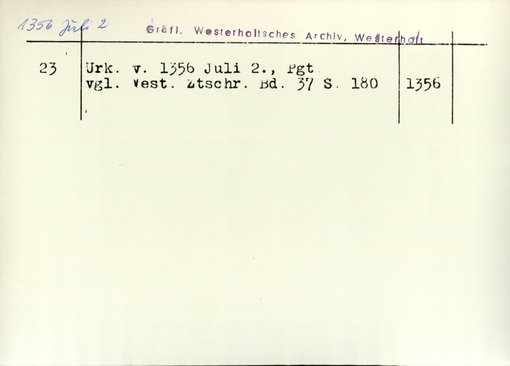 1356 Juli 2
Gräfl. Westerholtsches Archiv, Westerholt
23 Urk. v. 1356 Juli 2., Pgt
vgl. West. Ztschr. Bd. 37 S. 180 1356